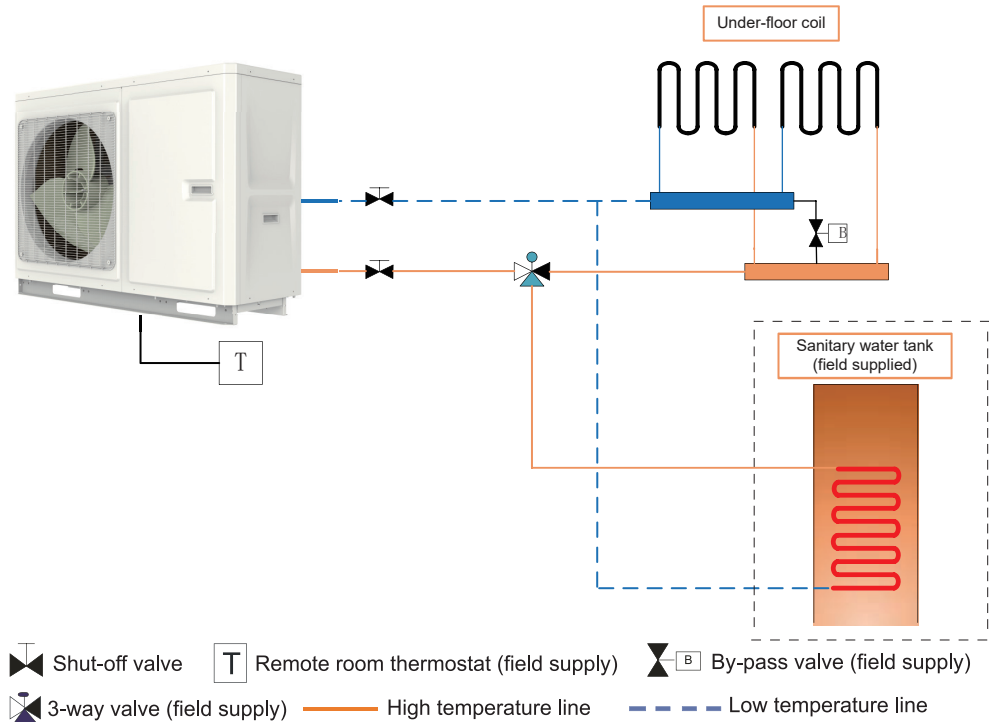 Under-floor coil
B
T
Sanitary water tank
(field supplied)
Shut-off valve
T Remote room thermostat (field supply)
B By-pass valve (field supply)
3-way valve (field supply)
High temperature line
Low temperature line